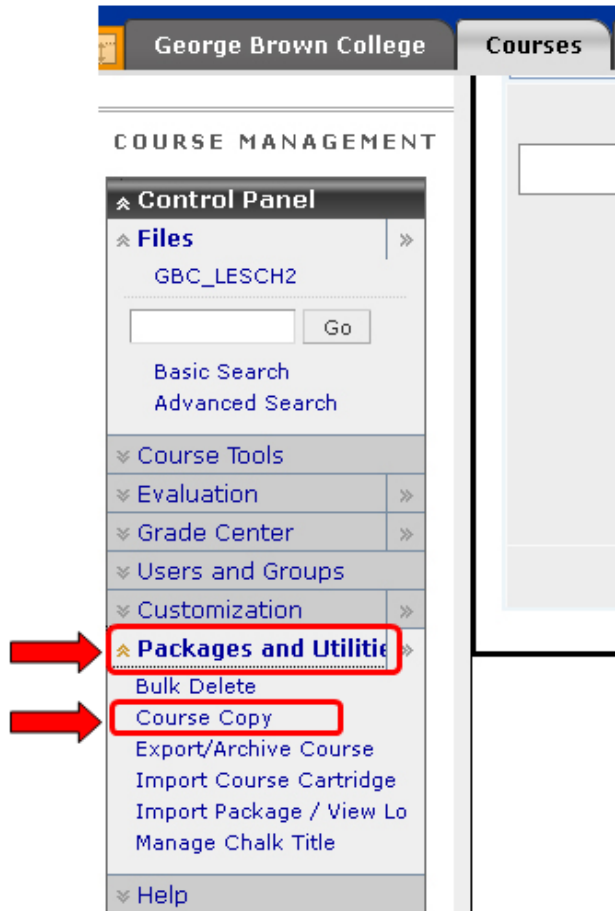 George Brown College
Courses
COURSE MANAGEMENT
Control Panel
Files
GBC_LESCH2
Go
Basic Search
Advanced Search
Course Tools
Evaluation
Grade Center
Users and Groups
Customization
Packages and Utilitie
Bulk Delete
Course Copy
Export/Archive Course
Import Course Cartridge
Import Package / View Lo
Manage Chalk Title
Help